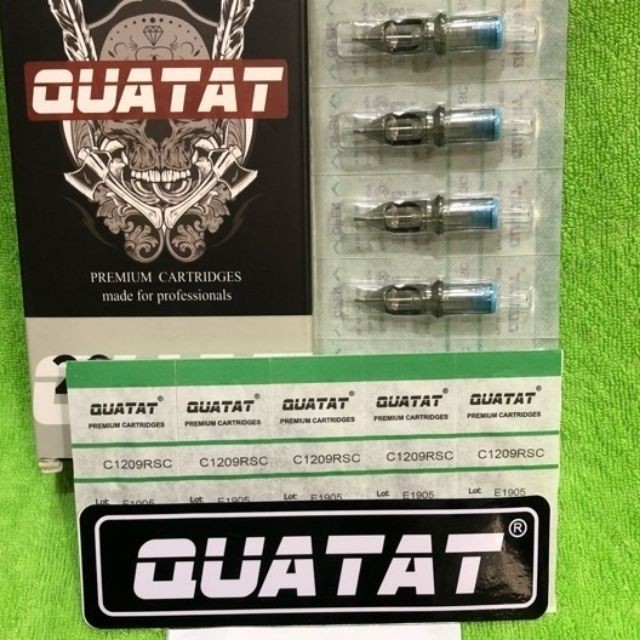 QUATAT
PREMIUM CARTRIDGES
made for professionals
QUATAT® QUATAT® QUATAT® QUATAT® QUATAT®
PREMIUM CARTRIDGES PREMIUM CARTRIDGES PREMIUM CARTRIDGES PREMIUM CARTRIDGES PREMIUM CARTRIDGES
C1209RSC C1209RSC C1209RSC C1209RSC C1209RSC
Lot E1905 Lot E1905 Lot E1905 Lot E1905 Lot E1905
QUATAT®